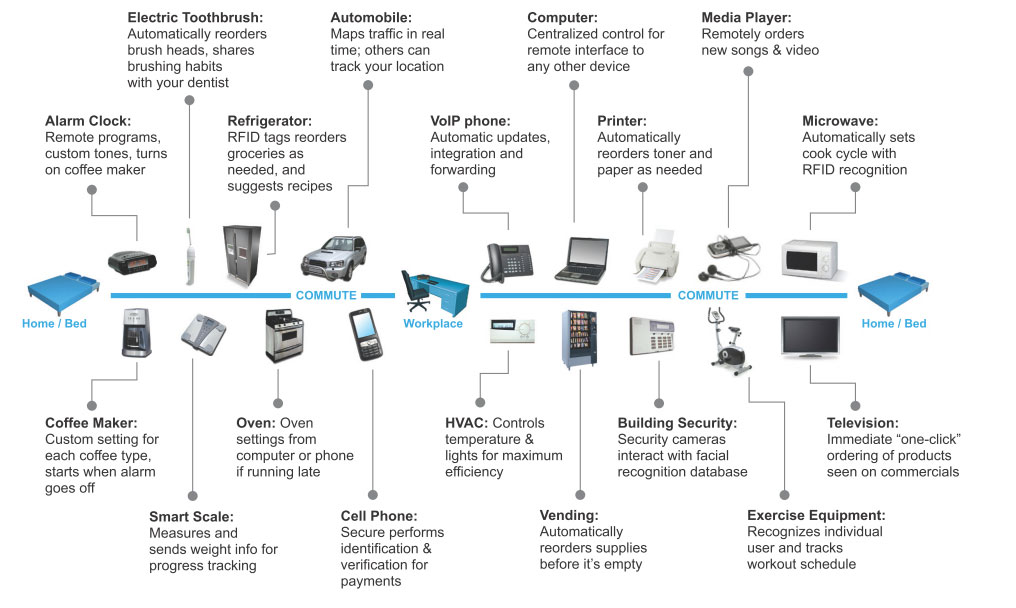 Electric Toothbrush:
Automatically reorders
brush heads, shares
brushing habits
with your dentist
Automobile:
Maps traffic in real
time; others can
track your location
Computer:
Centralized control for
remote interface to
any other device
Media Player:
Remotely orders
new songs & video
Alarm Clock:
Remote programs,
custom tones, turns
on coffee maker
Refrigerator:
RFID tags reorders
groceries as
needed, and
suggests recipes
VoIP phone:
Automatic updates,
integration and
forwarding
Printer:
Automatically
reorders toner and
paper as needed
Microwave:
Automatically sets
cook cycle with
RFID recognition
Home / Bed
COMMUTE
Workplace
COMMUTE
Home / Bed
Coffee Maker:
Custom setting for
each coffee type,
starts when alarm
goes off
Oven: Oven
settings from
computer or phone
if running late
HVAC: Controls
temperature &
lights for maximum
efficiency
Building Security:
Security cameras
interact with facial
recognition database
Television:
Immediate “one-click”
ordering of products
seen on commercials
Smart Scale:
Measures and
sends weight info for
progress tracking
Cell Phone:
Secure performs
identification &
verification for
payments
Vending:
Automatically
reorders supplies
before it’s empty
Exercise Equipment:
Recognizes individual
user and tracks
workout schedule